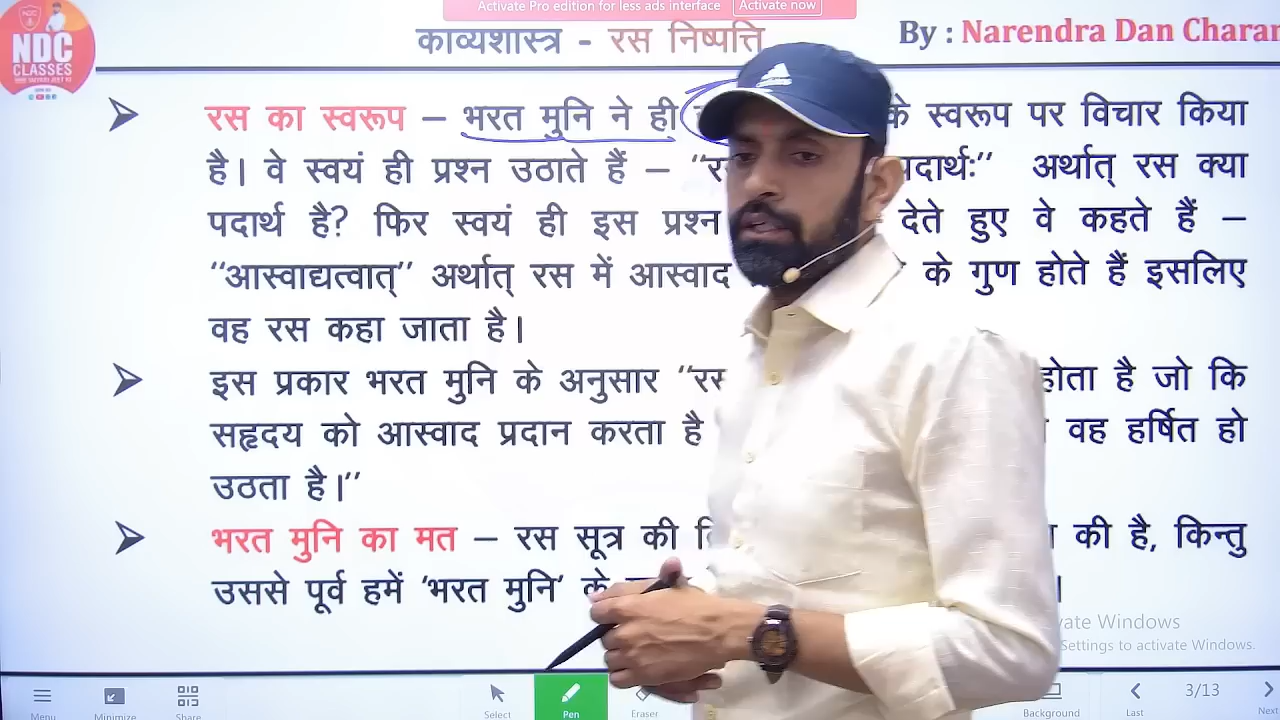 Activate Pro edition for less ads interface Activate now
NDC
CLASSES
काव्यशास्त्र - रस निष्पत्ति
By : Narendra Dan Charan
रस का स्वरूप – भरत मुनि ने ही के स्वरूप पर विचार किया
है। वे स्वयं ही प्रश्न उठाते हैं – ‘‘र पदार्थः’’ अर्थात् रस क्या
पदार्थ है? फिर स्वयं ही इस प्रश्न देते हुए वे कहते हैं –
‘‘आस्वाद्यत्वात्’’ अर्थात् रस में आस्वाद के गुण होते हैं इसलिए
वह रस कहा जाता है।
इस प्रकार भरत मुनि के अनुसार ‘‘रस होता है जो कि
सहृदय को आस्वाद प्रदान करता है वह हर्षित हो
उठता है।’’
भरत मुनि का मत – रस सूत्र की की है, किन्तु
उससे पूर्व हमें ‘भरत मुनि’ के
Activate Windows
Settings to activate Windows.
Menu Minimize Share Select Pen Eraser Background Last 3/13 Next